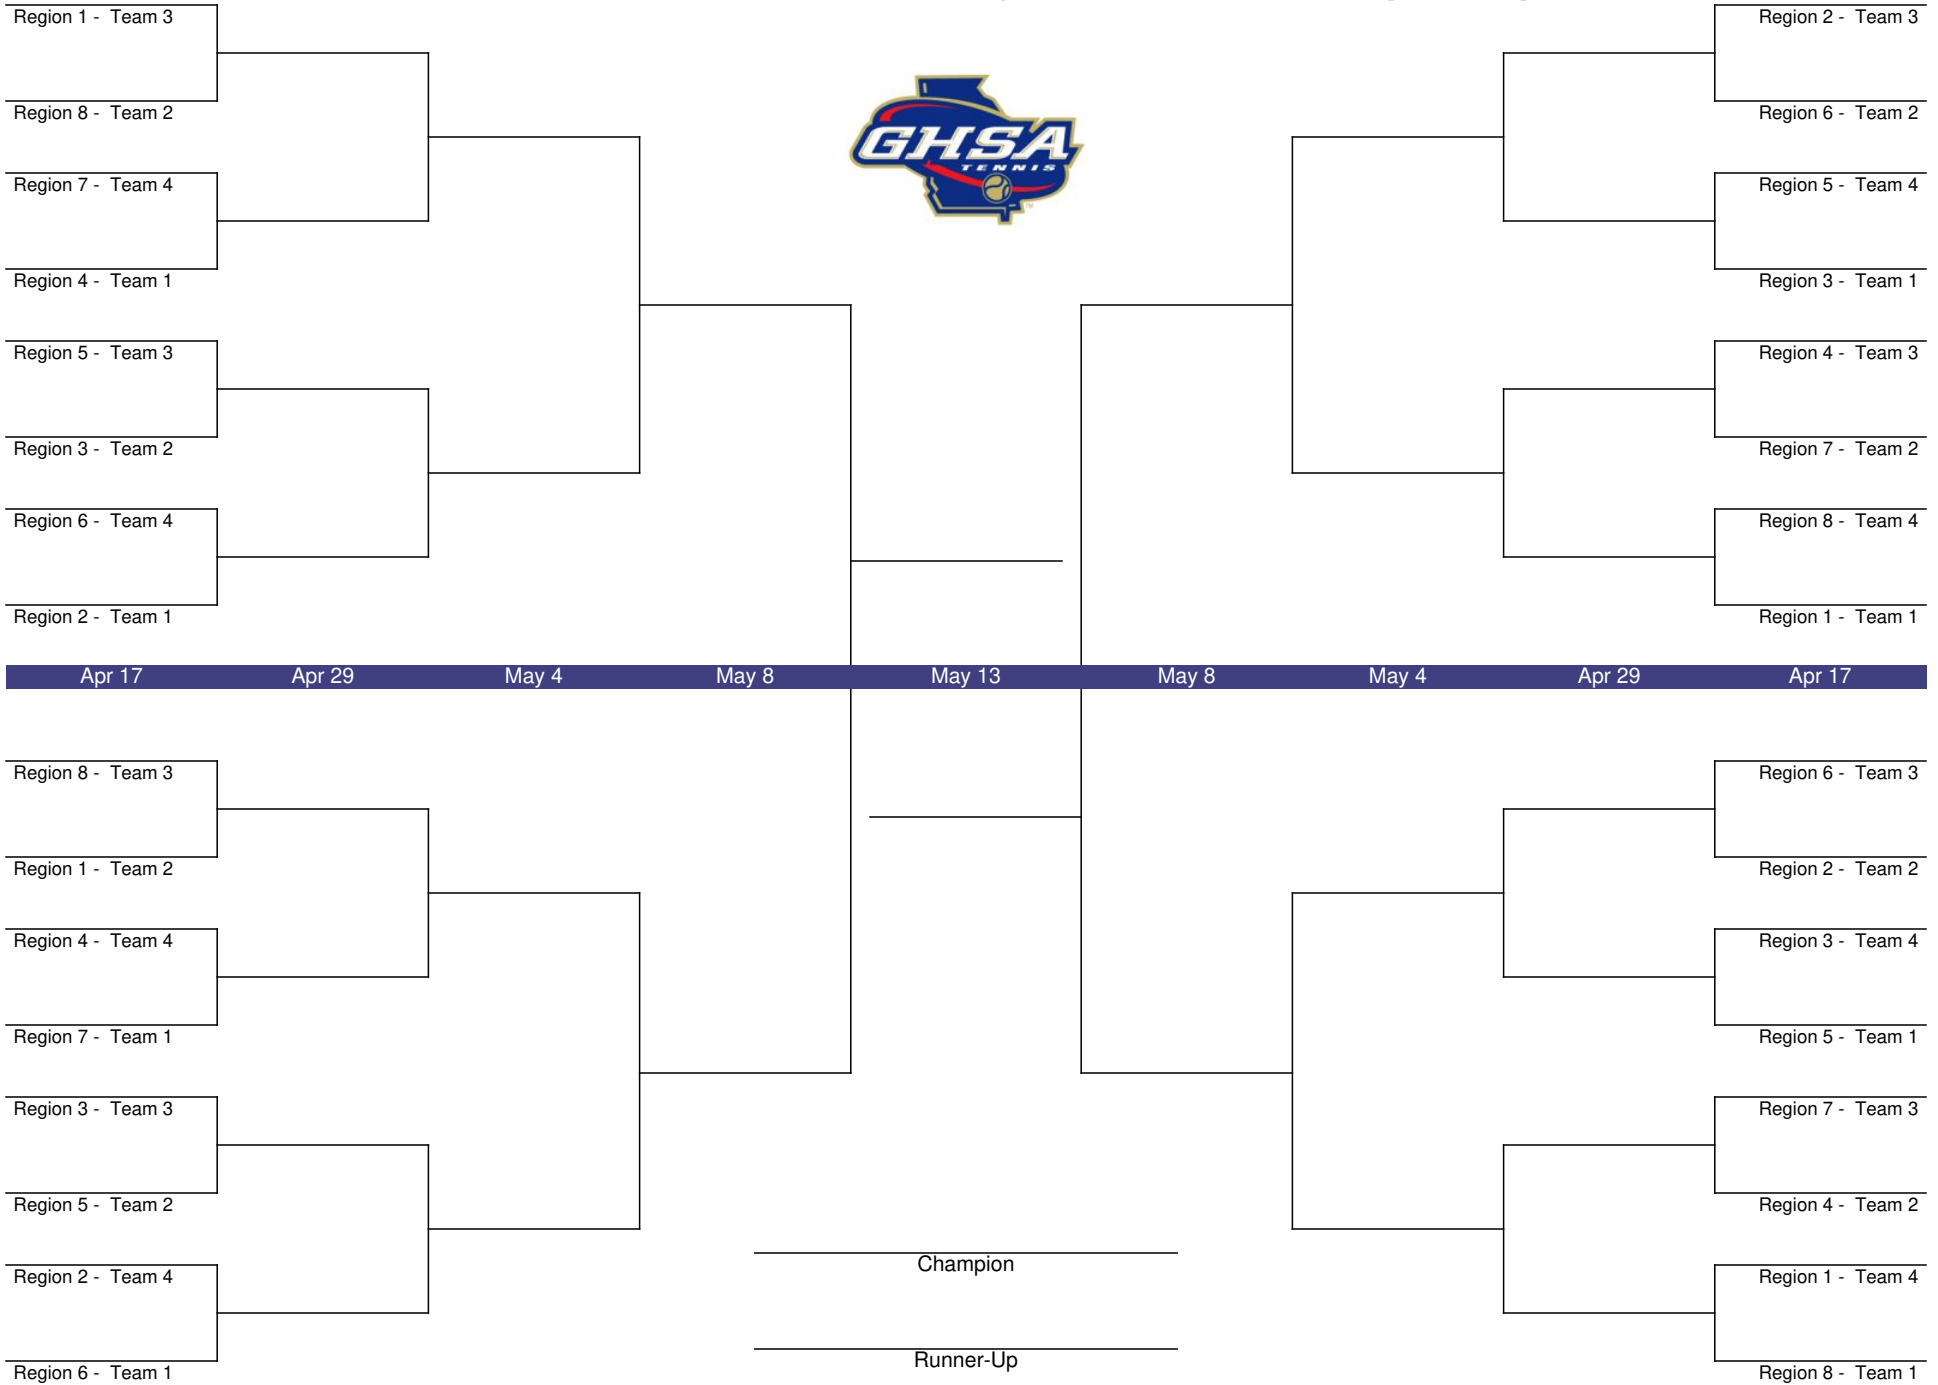 Region 1 - Team 3
Region 8 - Team 2
Region 7 - Team 4
Region 4 - Team 1
Region 5 - Team 3
Region 3 - Team 2
Region 6 - Team 4
Region 2 - Team 1
GHSA
TENNIS
Region 2 - Team 3
Region 6 - Team 2
Region 5 - Team 4
Region 3 - Team 1
Region 4 - Team 3
Region 7 - Team 2
Region 8 - Team 4
Region 1 - Team 1
Apr 17 Apr 29 May 4 May 8 May 13 May 8 May 4 Apr 29 Apr 17
Region 8 - Team 3
Region 1 - Team 2
Region 4 - Team 4
Region 7 - Team 1
Region 3 - Team 3
Region 5 - Team 2
Region 2 - Team 4
Region 6 - Team 1
Champion
Runner-Up
Region 6 - Team 3
Region 2 - Team 2
Region 3 - Team 4
Region 5 - Team 1
Region 7 - Team 3
Region 4 - Team 2
Region 1 - Team 4
Region 8 - Team 1